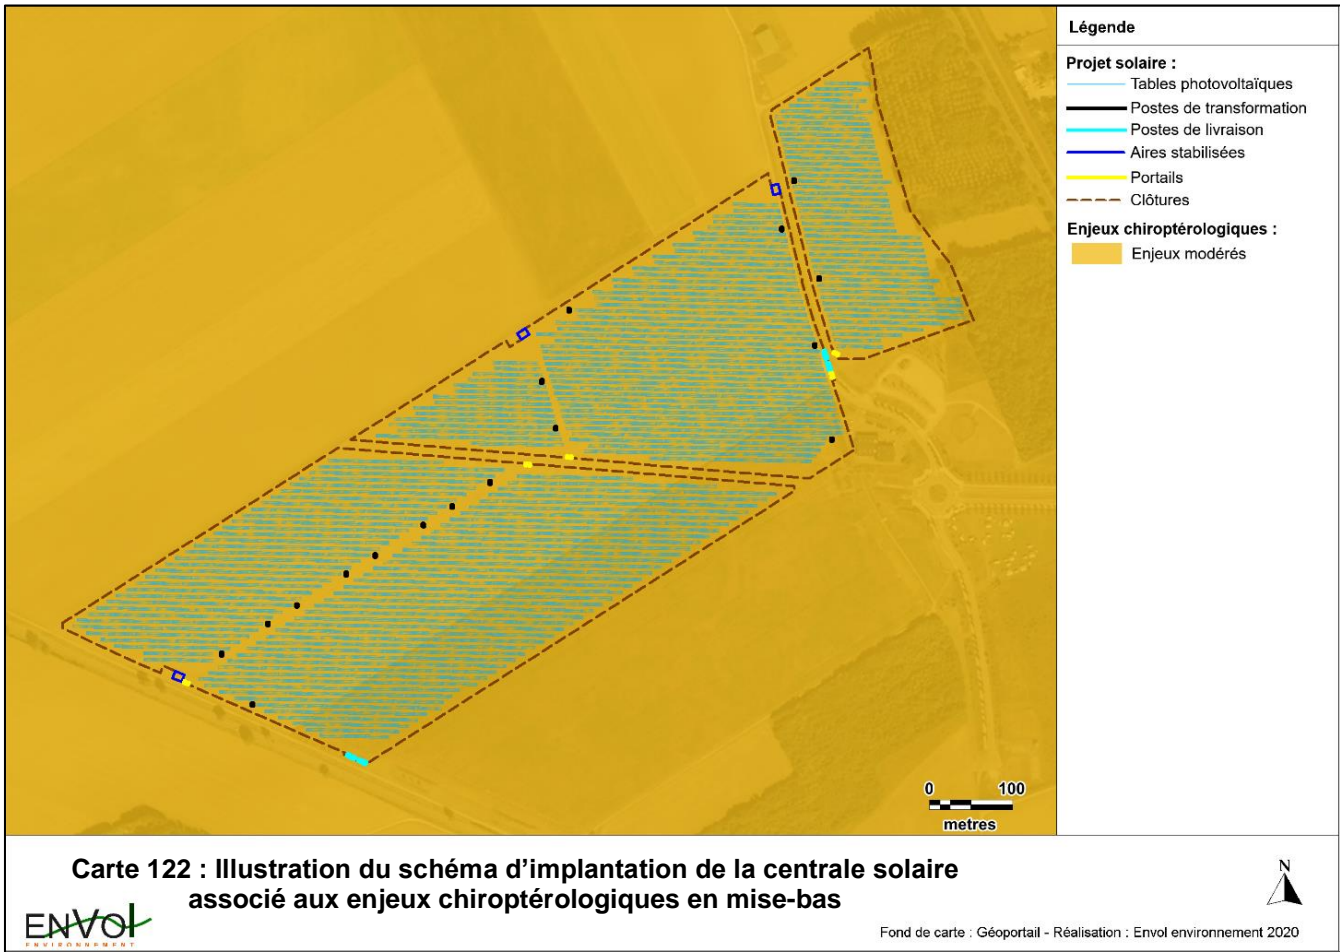 Légende
Projet solaire :
Tables photovoltaïques
Postes de transformation
Postes de livraison
Aires stabilisées
Portails
Clôtures
Enjeux chiroptérologiques :
Enjeux modérés
0 100
metres
Carte 122 : Illustration du schéma d’implantation de la centrale solaire
associé aux enjeux chiroptérologiques en mise-bas
N
ENVOl
ENVIRONNEMENT
Fond de carte : Géoportail - Réalisation : Envol environnement 2020